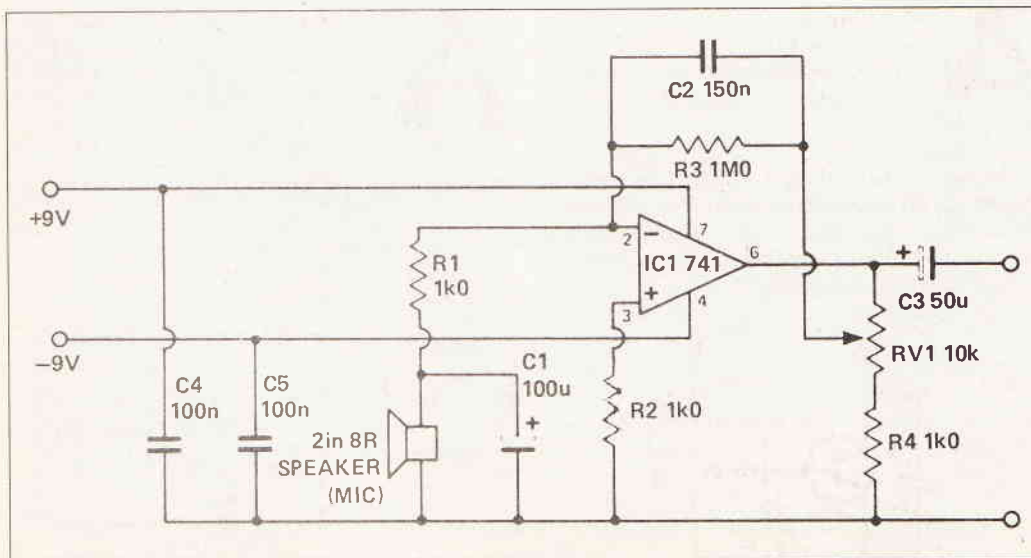 C2 150n
R3 1M0
+9V
7
2
−
R1
1k0
IC1 741
6
+
3
4
+
C3 50u
−9V
RV1 10k
C4
100n
C5
100n
C1
100u
+
R2 1k0
2in 8R
SPEAKER
(MIC)
R4 1k0